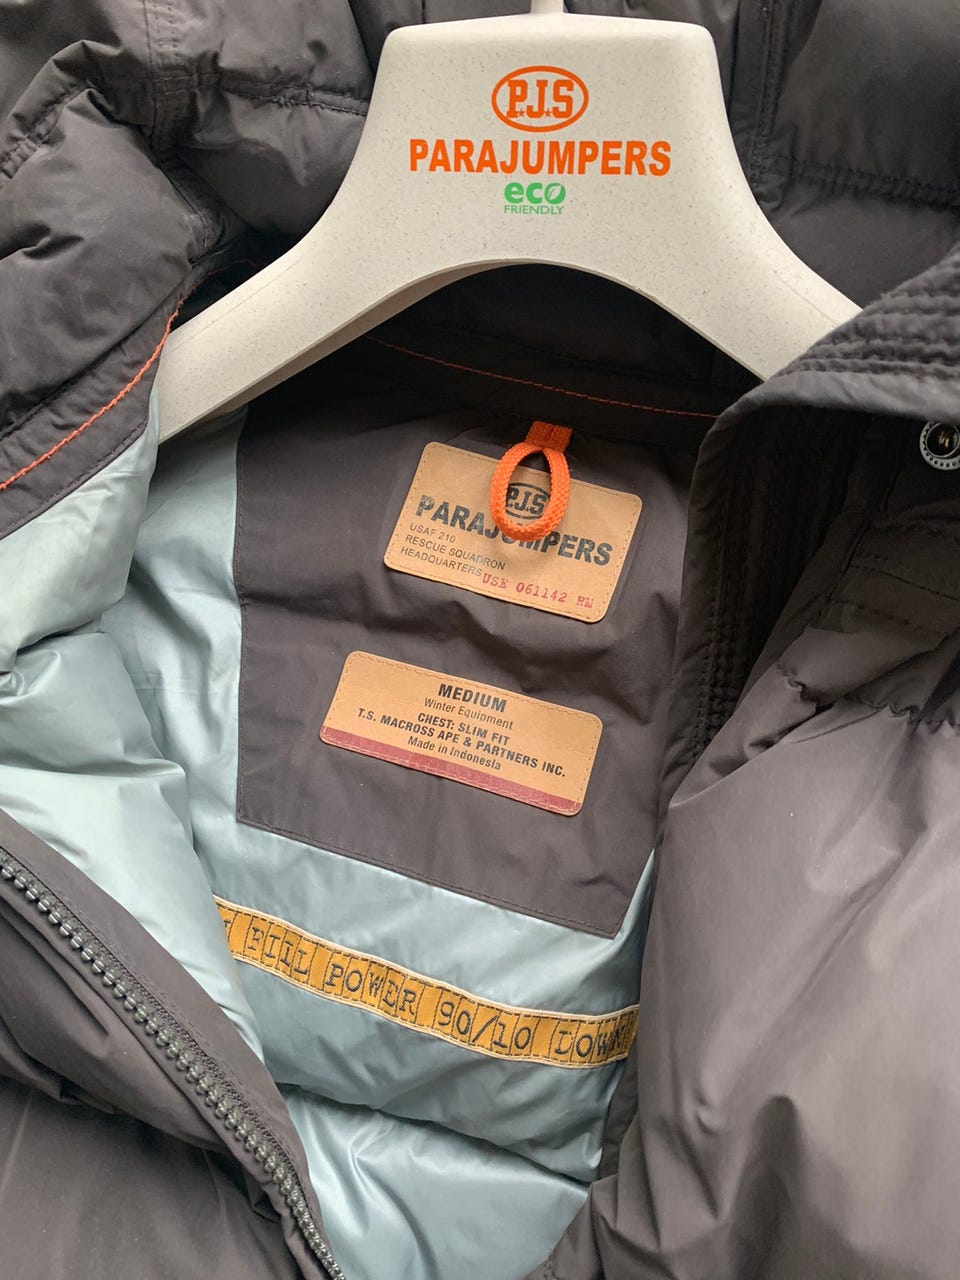 P.J.S
PARAJUMPERS
eco
FRIENDLY
P.J.S
PARAJUMPERS
USAF 210
RESCUE SQUADRON
HEADQUARTERS
USE 061142 RM
MEDIUM
Winter Equipment
CHEST: SLIM FIT
T.S. MACROSS APE & PARTNERS INC.
Made in Indonesia
FILL POWER 90/10 DOWN